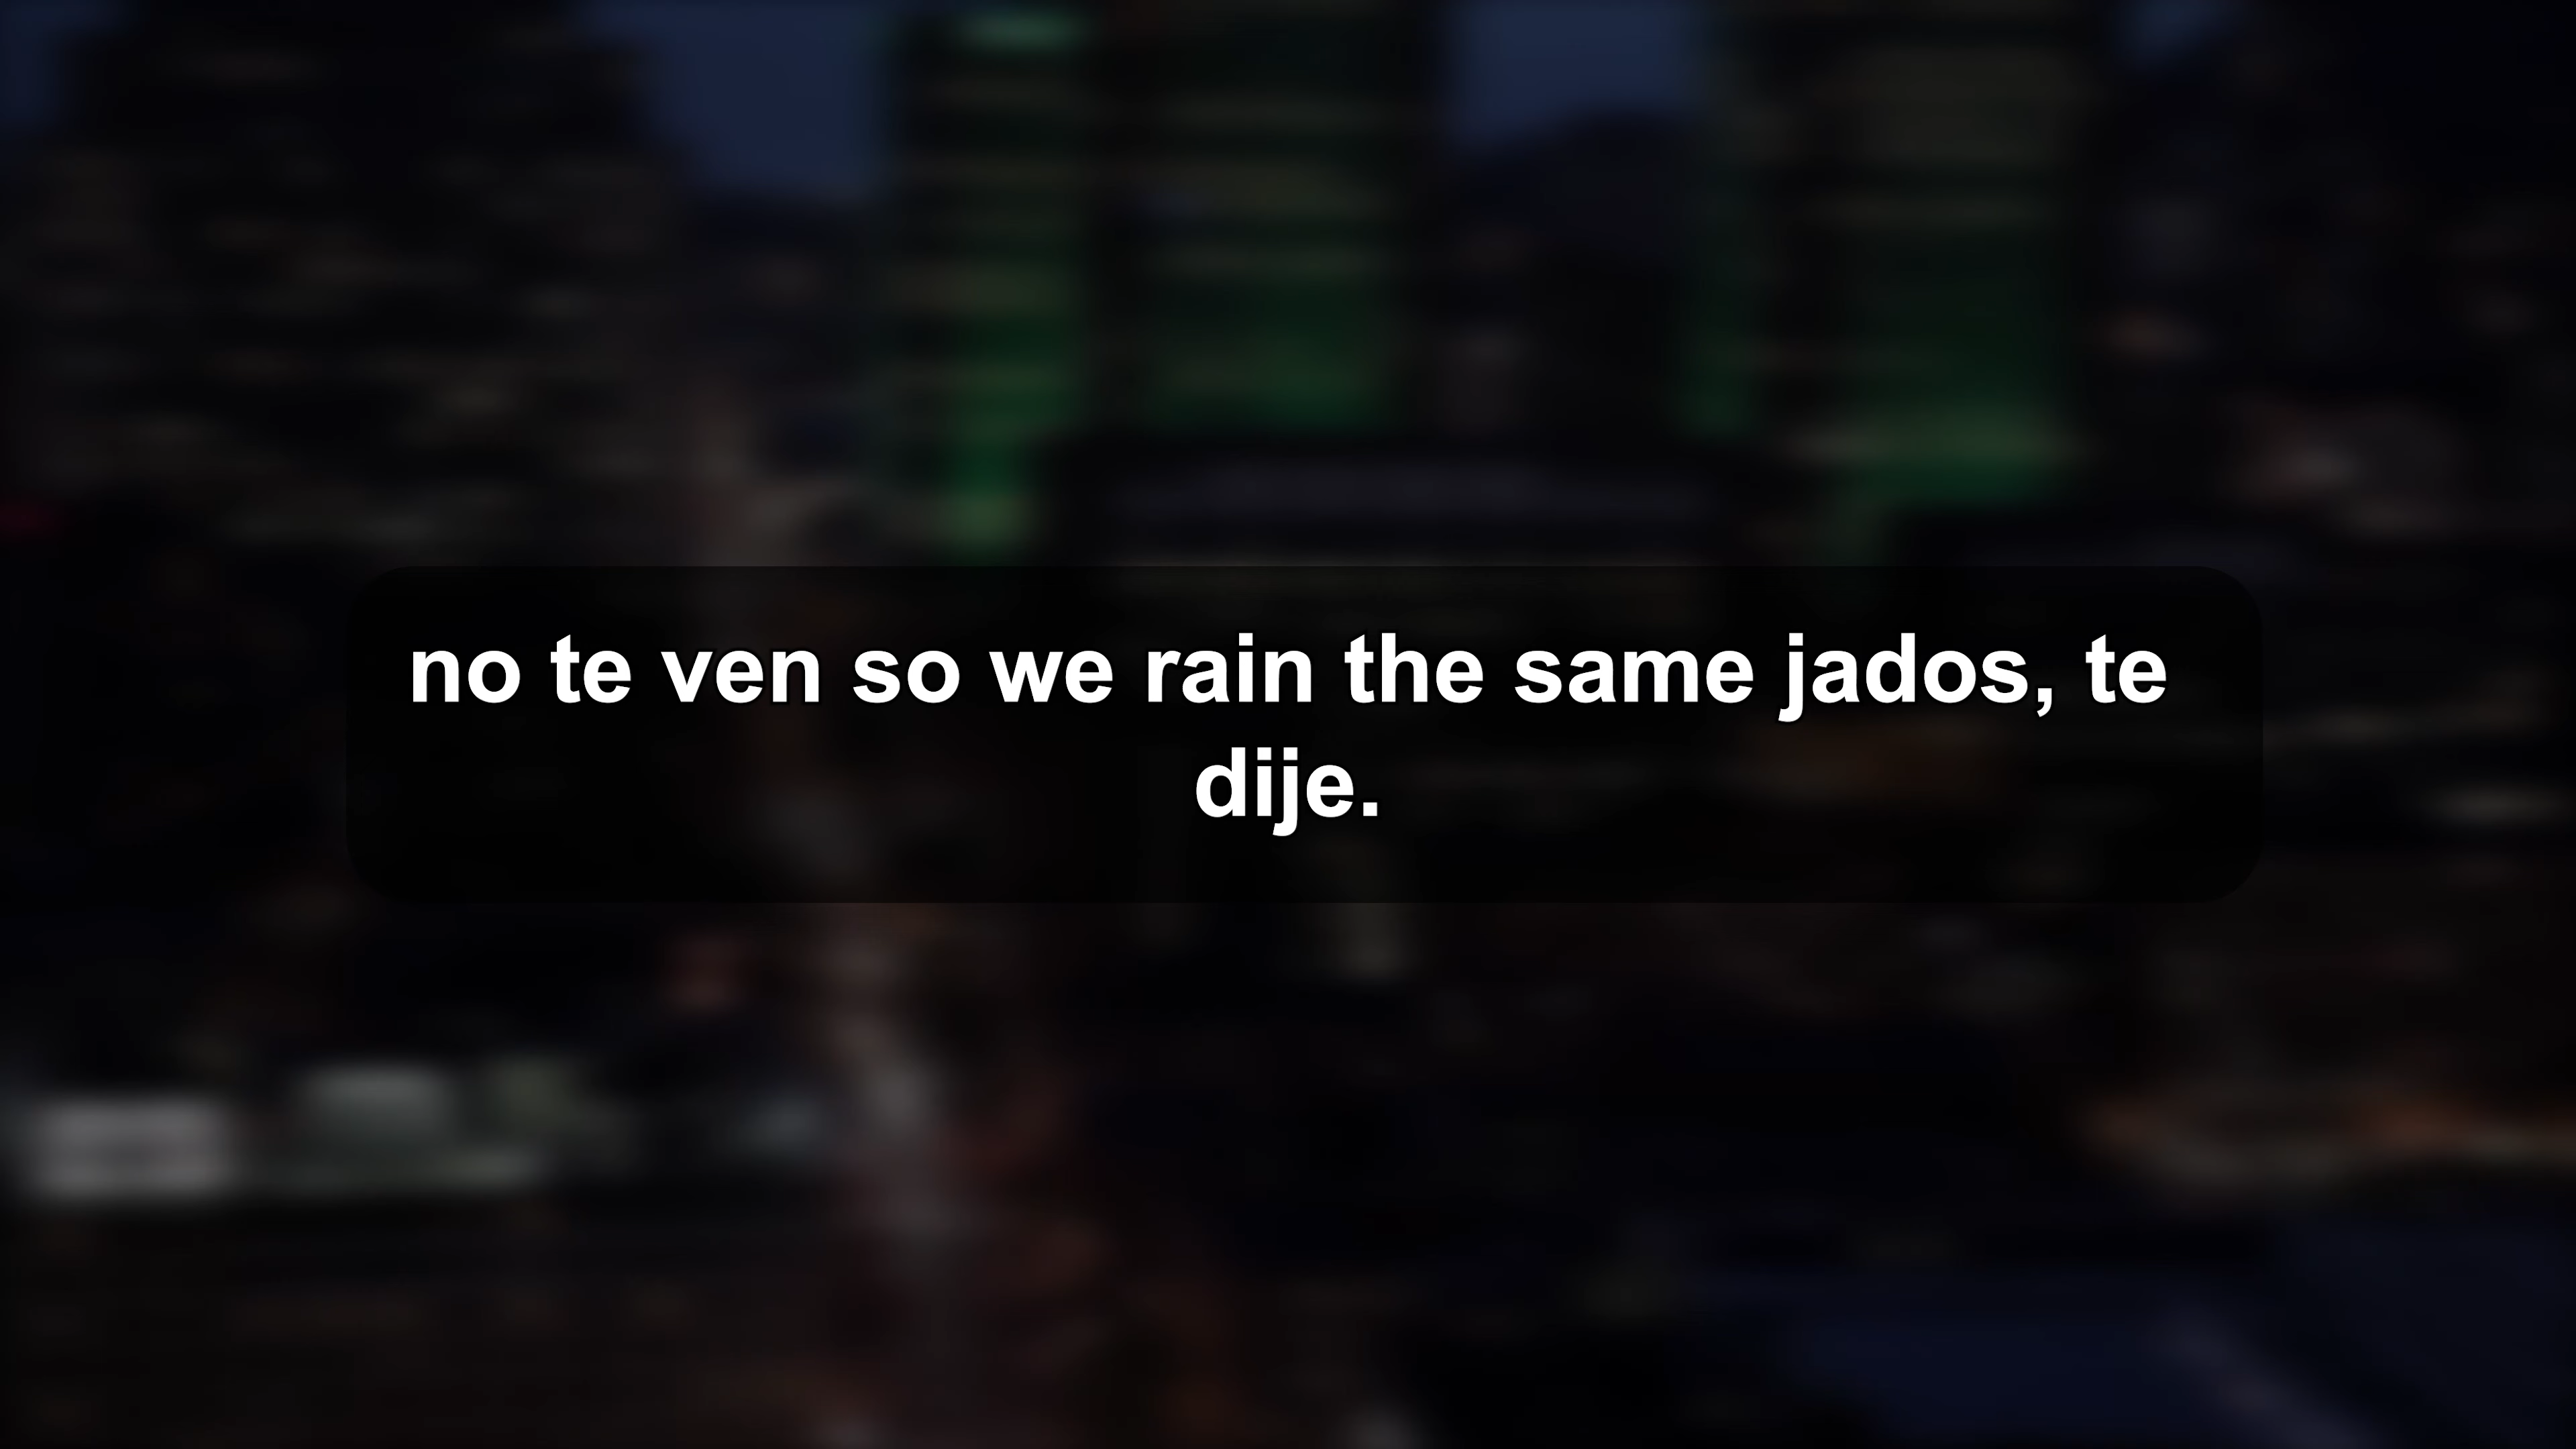 no te ven so we rain the same jados, te
dije.